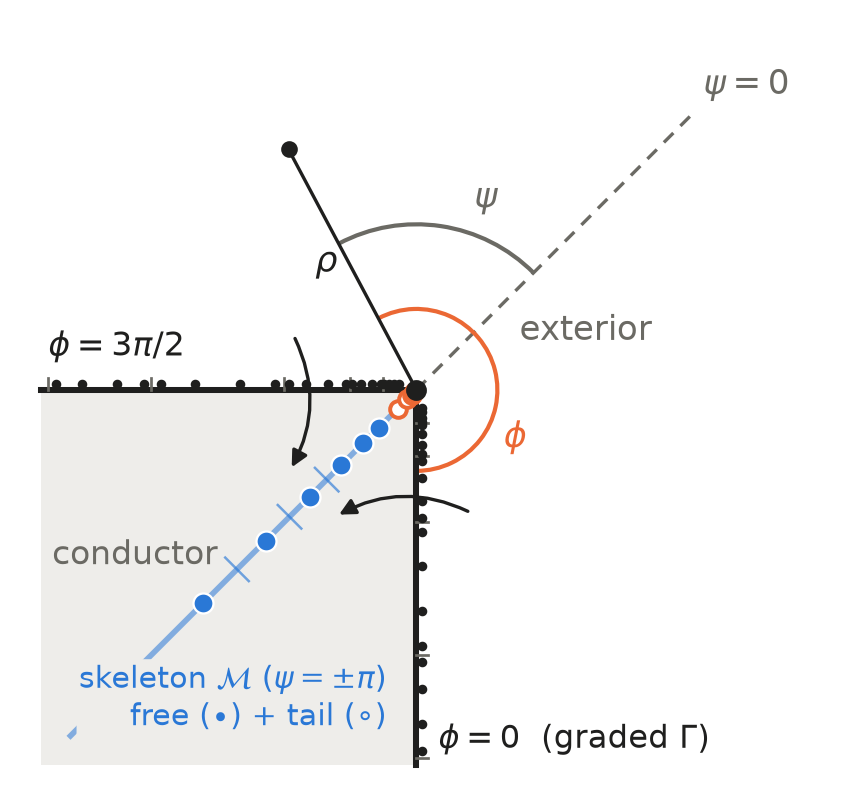 ψ = 0
ψ
ρ
exterior
ϕ = 3π/2
ϕ
conductor
skeleton ℳ (ψ = ±π)
free (•) + tail (∘)
ϕ = 0 (graded Γ)